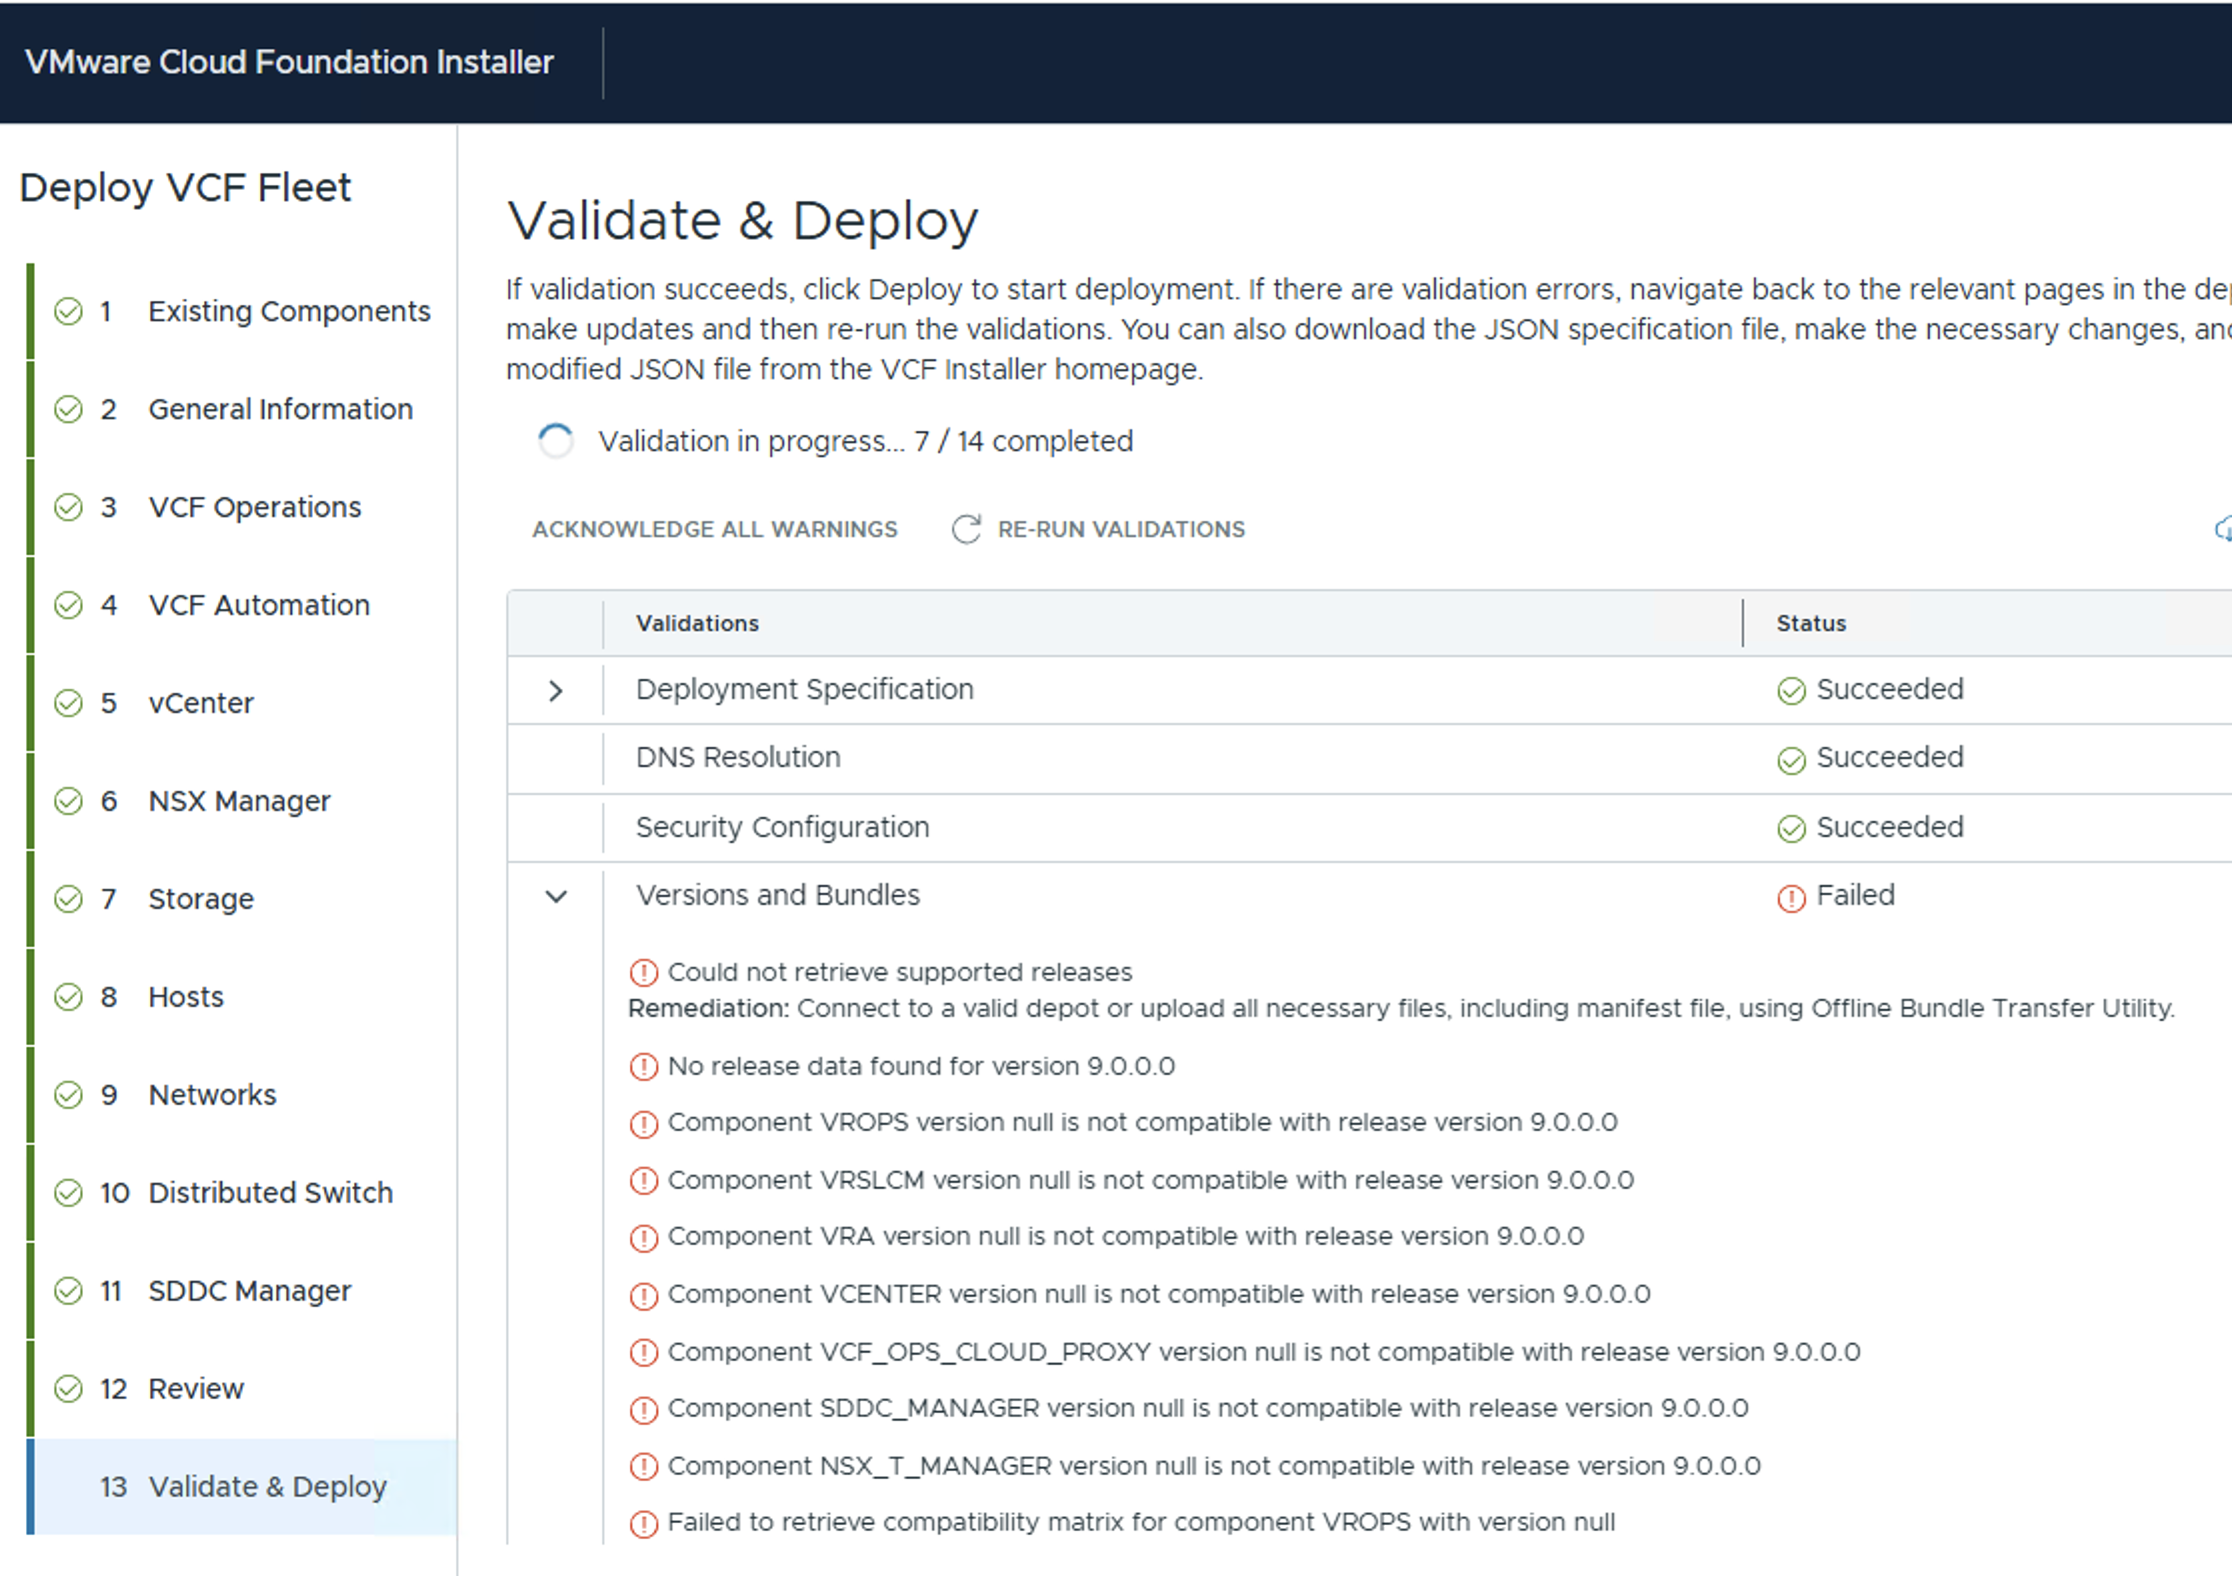 VMware Cloud Foundation Installer
Deploy VCF Fleet
1 Existing Components
2 General Information
3 VCF Operations
4 VCF Automation
5 vCenter
6 NSX Manager
7 Storage
8 Hosts
9 Networks
10 Distributed Switch
11 SDDC Manager
12 Review
13 Validate & Deploy
Validate & Deploy
If validation succeeds, click Deploy to start deployment. If there are validation errors, navigate back to the relevant pages in the
make updates and then re-run the validations. You can also download the JSON specification file, make the necessary changes,
modified JSON file from the VCF Installer homepage.
Validation in progress... 7 / 14 completed
ACKNOWLEDGE ALL WARNINGS RE-RUN VALIDATIONS
Validations Status
Deployment Specification Succeeded
DNS Resolution Succeeded
Security Configuration Succeeded
Versions and Bundles Failed
Could not retrieve supported releases
Remediation: Connect to a valid depot or upload all necessary files, including manifest file, using Offline Bundle Transfer Utility.
No release data found for version 9.0.0.0
Component VROPS version null is not compatible with release version 9.0.0.0
Component VRSLCM version null is not compatible with release version 9.0.0.0
Component VRA version null is not compatible with release version 9.0.0.0
Component VCENTER version null is not compatible with release version 9.0.0.0
Component VCF_OPS_CLOUD_PROXY version null is not compatible with release version 9.0.0.0
Component SDDC_MANAGER version null is not compatible with release version 9.0.0.0
Component NSX_T_MANAGER version null is not compatible with release version 9.0.0.0
Failed to retrieve compatibility matrix for component VROPS with version null